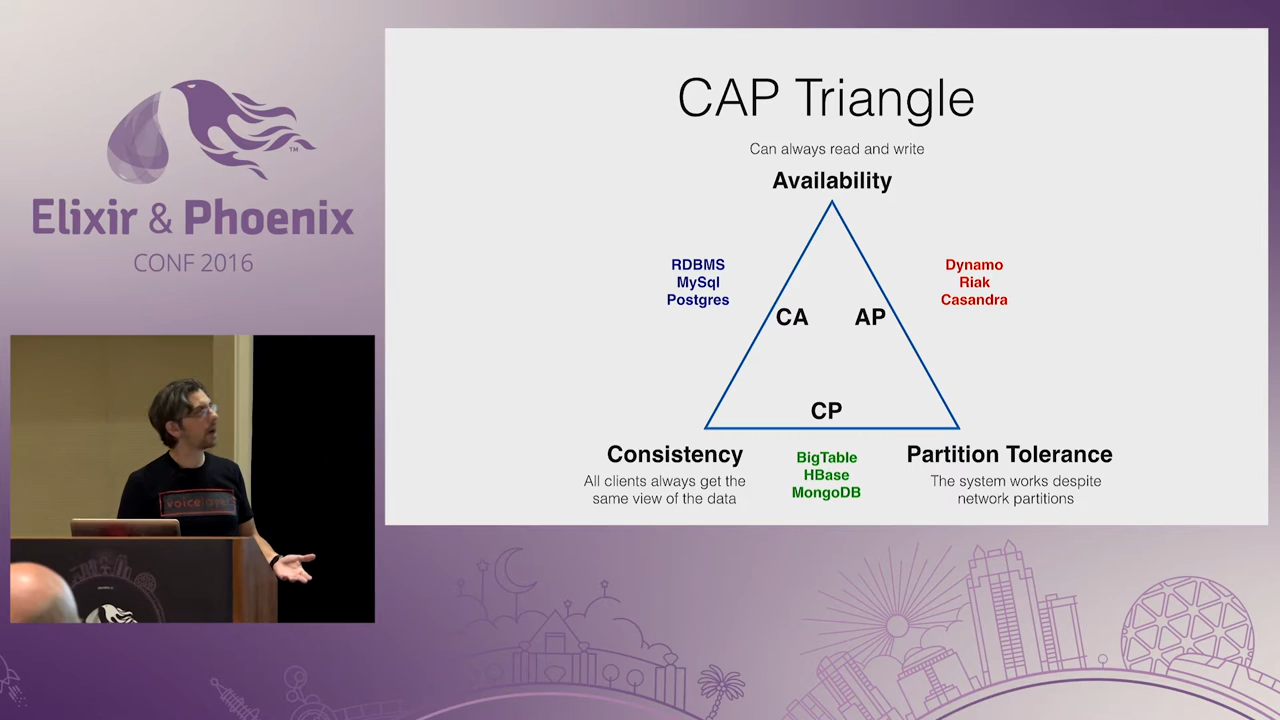 Elixir & Phoenix
CONF 2016
TM
CAP Triangle
Can always read and write
Availability
RDBMS
MySql
Postgres
Dynamo
Riak
Casandra
CA
AP
CP
Consistency
All clients always get the
same view of the data
BigTable
HBase
MongoDB
Partition Tolerance
The system works despite
network partitions
voicelayer